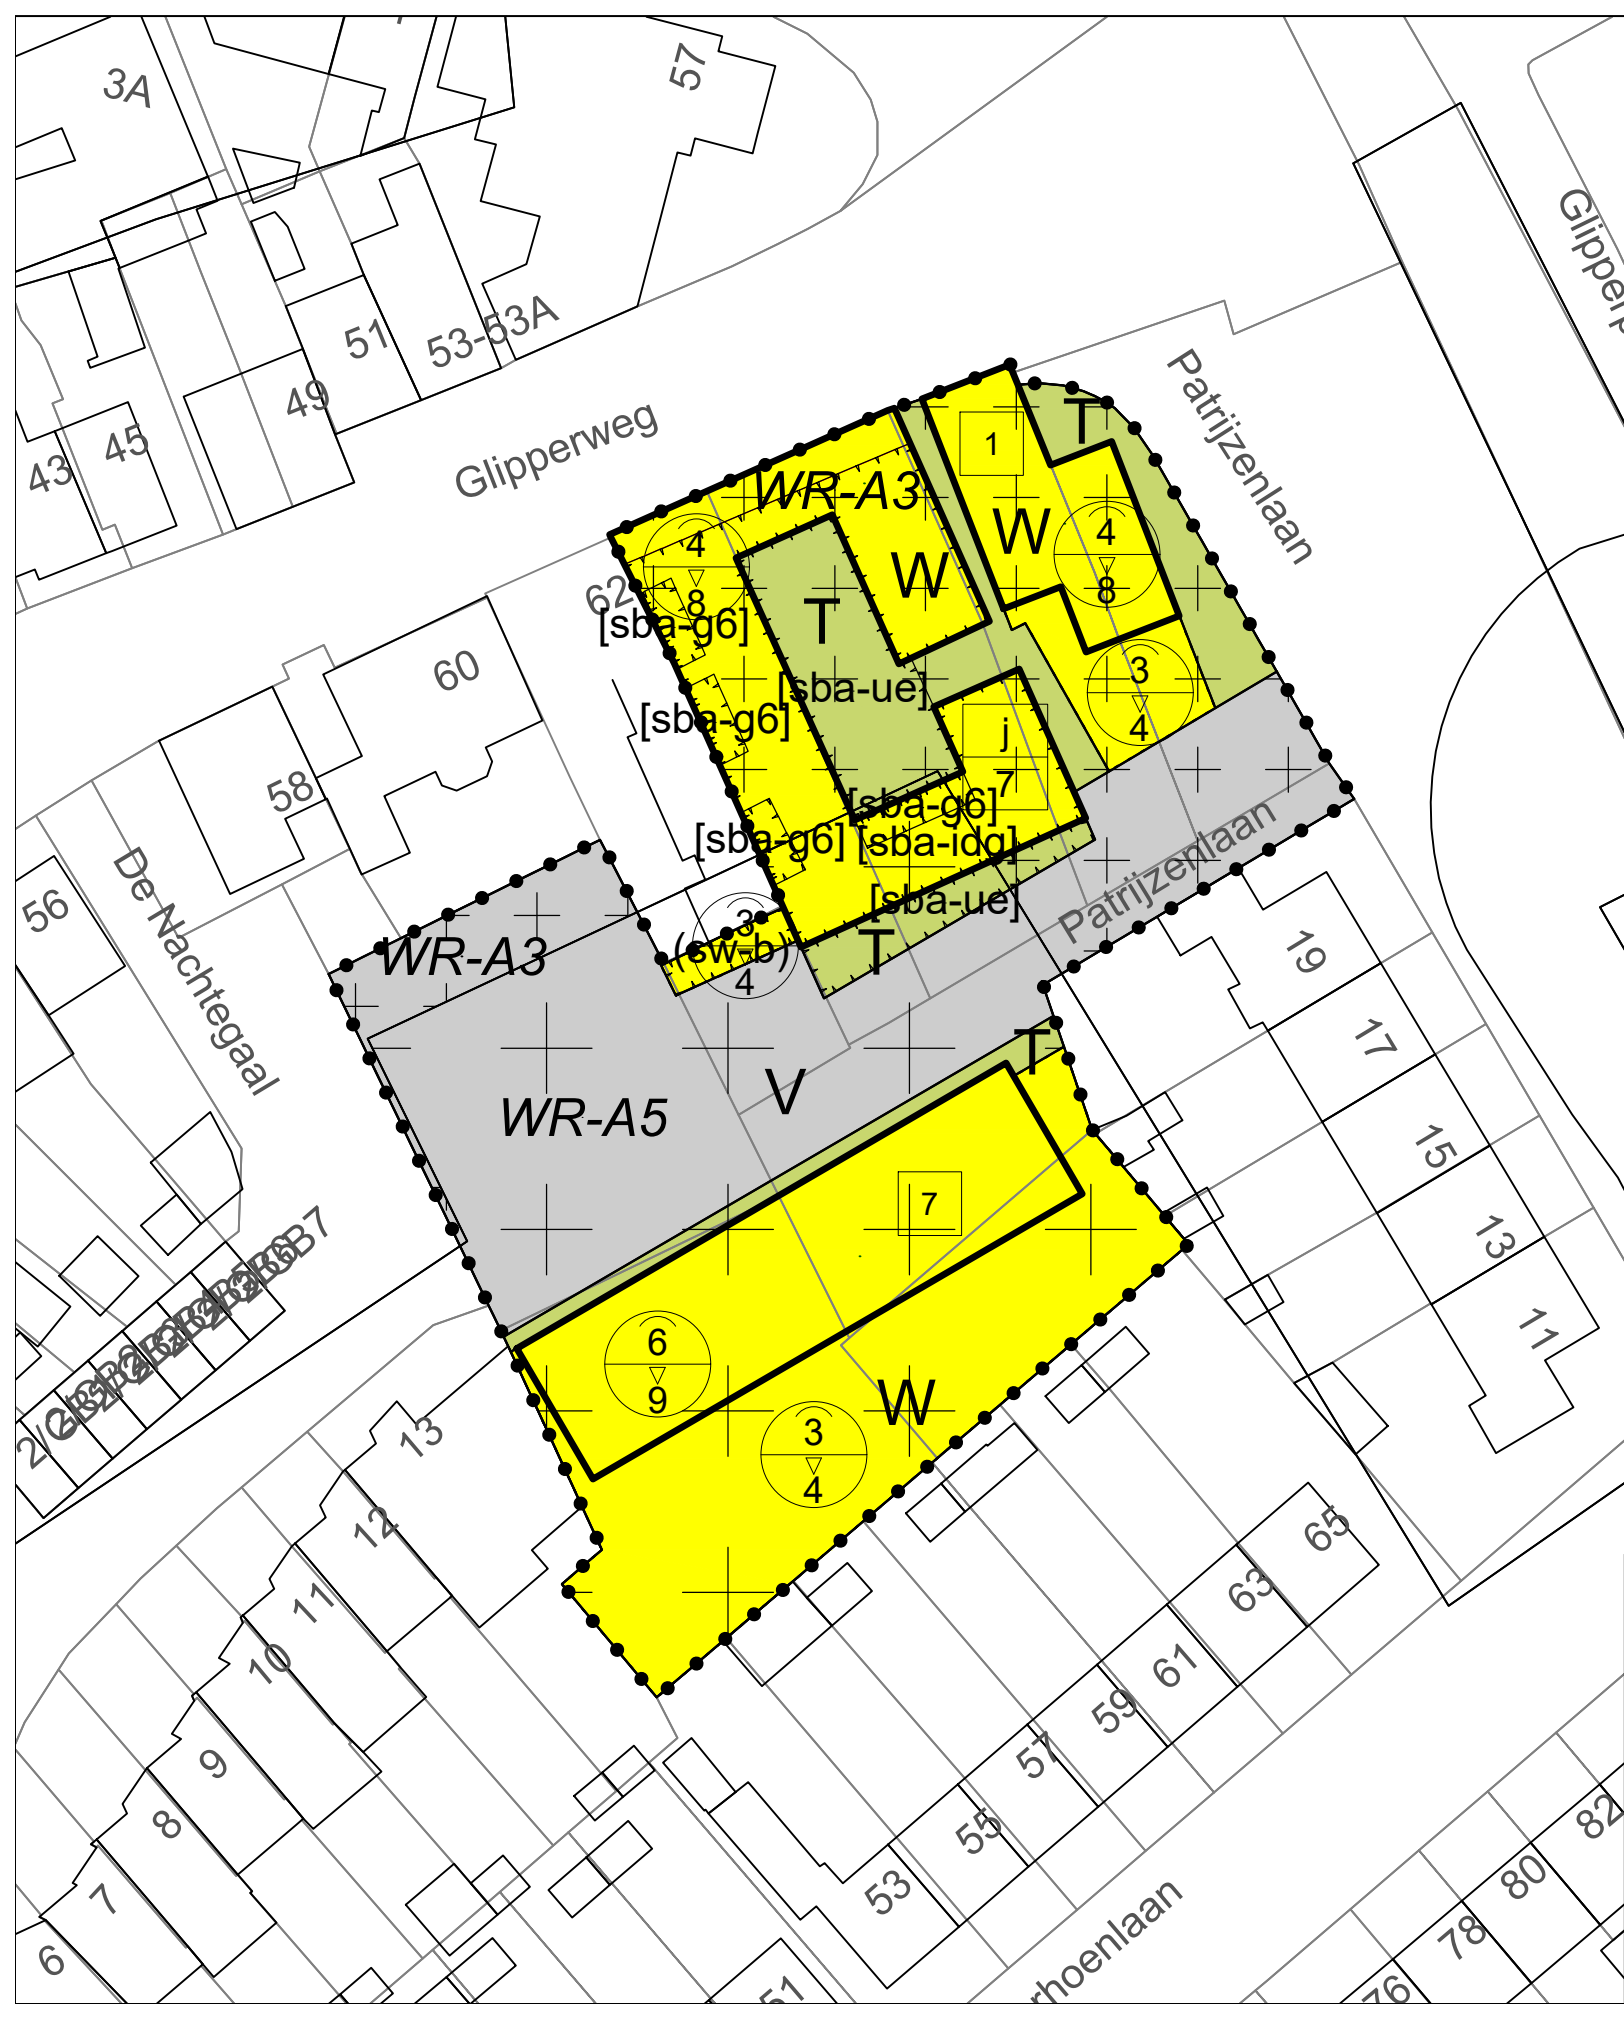 3A
57
Glipperweg
Patrijzenlaan
51
53-53A
49
45
43
62
60
58
56
De Nachtegaal
WR-A3
T
1
W
W
4
8
4
8
T
[sba-g6]
[sba-ue]
3
4
[sba-g6]
j
7
[sba-g6]
[sba-g6]
[sba-idg]
[sba-ue]
Patrijzenlaan
3
(sw-b)
4
T
WR-A3
19
T
17
V
WR-A5
15
7
13
11
6
9
3
4
W
13
12
11
10
9
8
7
6
65
63
61
59
57
55
53
51
82
80
78
76
rhoenlaan